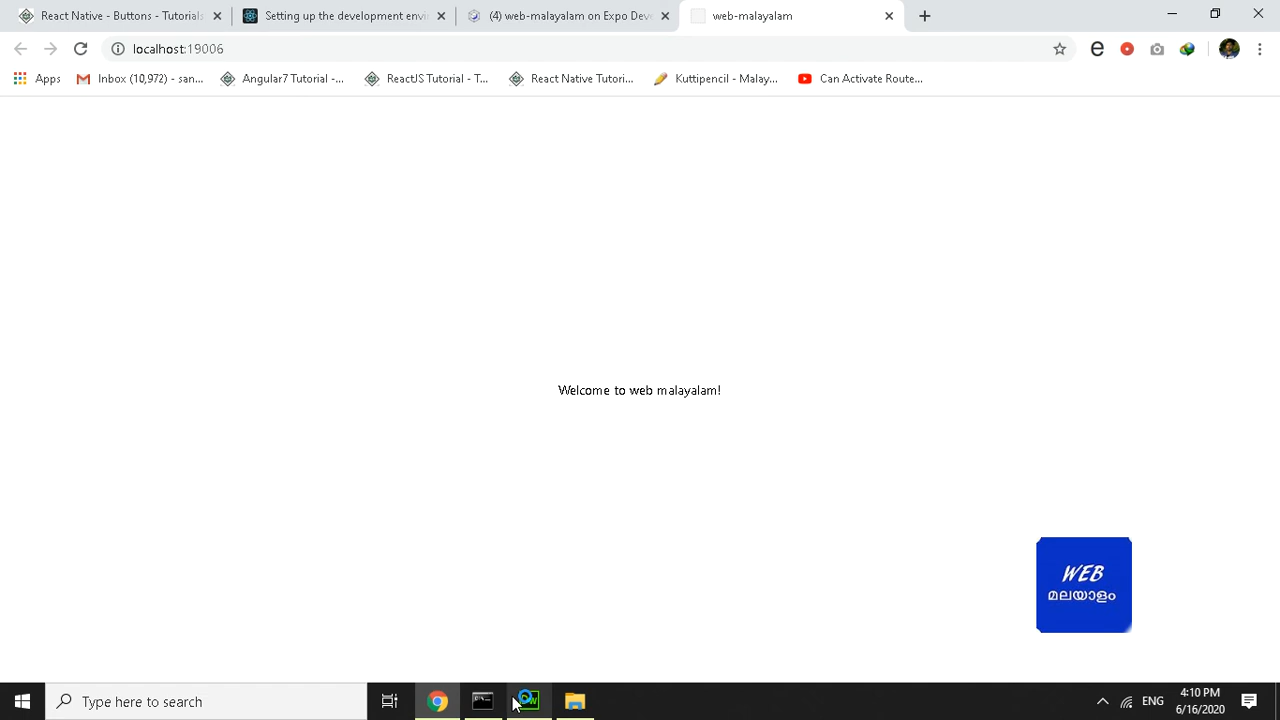 React Native - Buttons - Tutorials
Setting up the development envi
(4) web-malayalam on Expo Dev
web-malayalam
localhost:19006
e
Apps
Inbox (10,972) - san...
Angular7 Tutorial -...
ReactJS Tutorial - T...
React Native Tutori...
Kuttipencil - Malay...
Can Activate Route...
Welcome to web malayalam!
WEB
മലയാളം
Type here to search
ENG
4:10 PM
6/16/2020